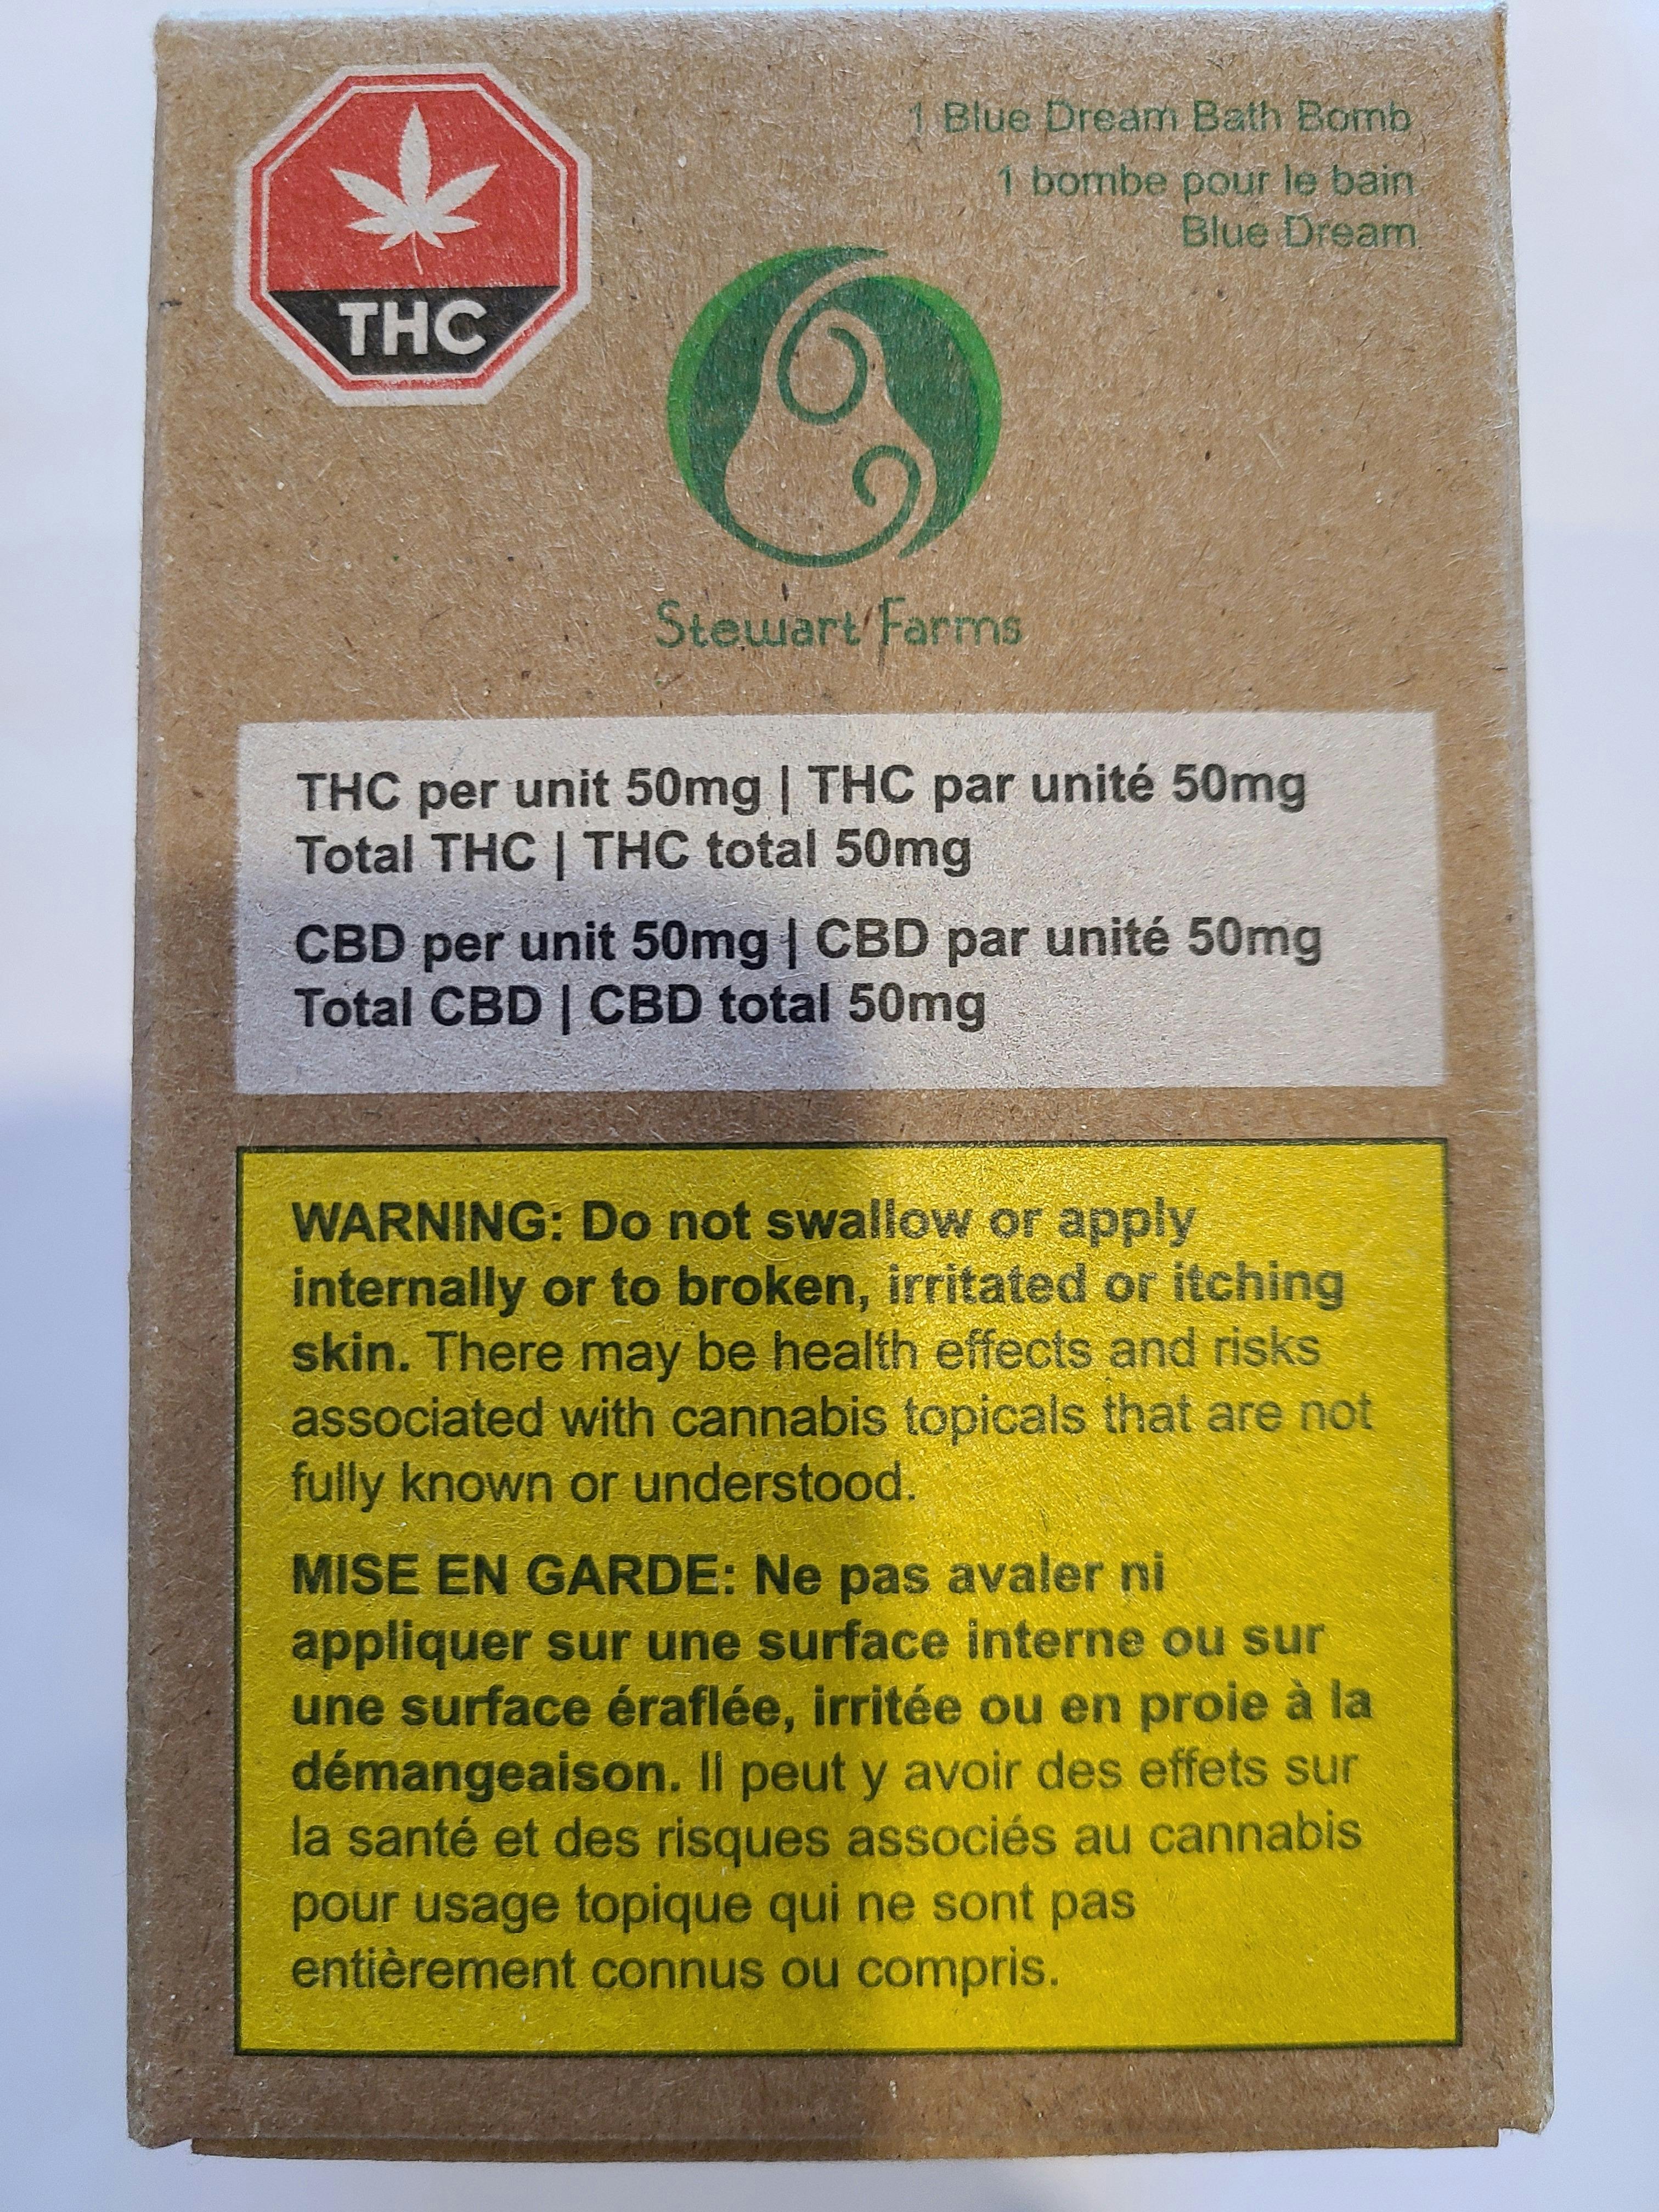 THC
1 Blue Dream Bath Bomb
1 bombe pour le bain
Blue Dream
Stewart Farms
THC per unit 50mg | THC par unité 50mg
Total THC | THC total 50mg
CBD per unit 50mg | CBD par unité 50mg
Total CBD | CBD total 50mg
WARNING: Do not swallow or apply
internally or to broken, irritated or itching
skin. There may be health effects and risks
associated with cannabis topicals that are not
fully known or understood.
MISE EN GARDE: Ne pas avaler ni
appliquer sur une surface interne ou sur
une surface éraflée, irritée ou en proie à la
démangeaison. Il peut y avoir des effets sur
la santé et des risques associés au cannabis
pour usage topique qui ne sont pas
entièrement connus ou compris.